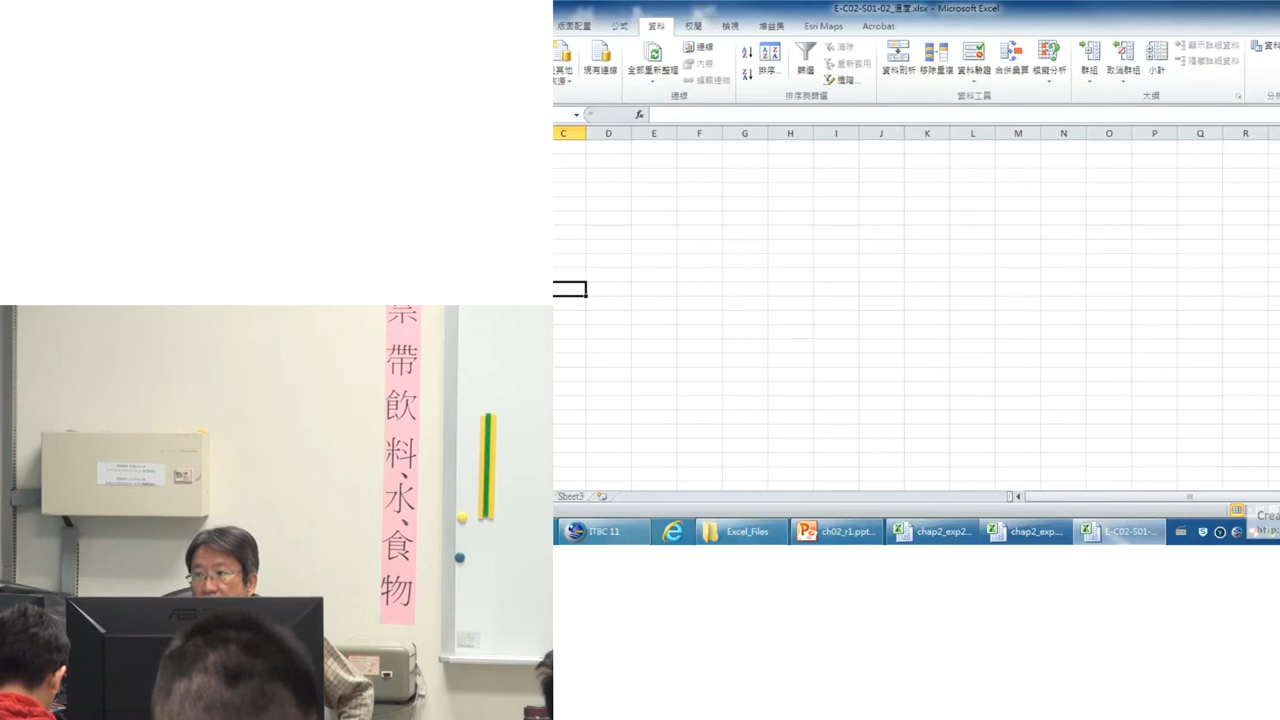 E-C02-S01-02_溫度.xlsx - Microsoft Excel
版面配置 公式 資料 校閱 檢視 增益集 Esri Maps Acrobat
現有連線 全部重新整理 連線 內容 編輯連結 排序... 篩選 清除 重新套用 進階... 資料剖析 移除重複 資料驗證 合併彙算 模擬分析 群組 取消群組 小計 顯示詳細資料 隱藏詳細資料
連線 排序與篩選 資料工具 大綱
fx
C D E F G H I J K L M N O P Q R
Sheet3
ITBC 11 Excel_Files ch02_r1.ppt... chap2_exp2... chap2_exp... E-C02-S01-...
禁帶飲料、水、食物